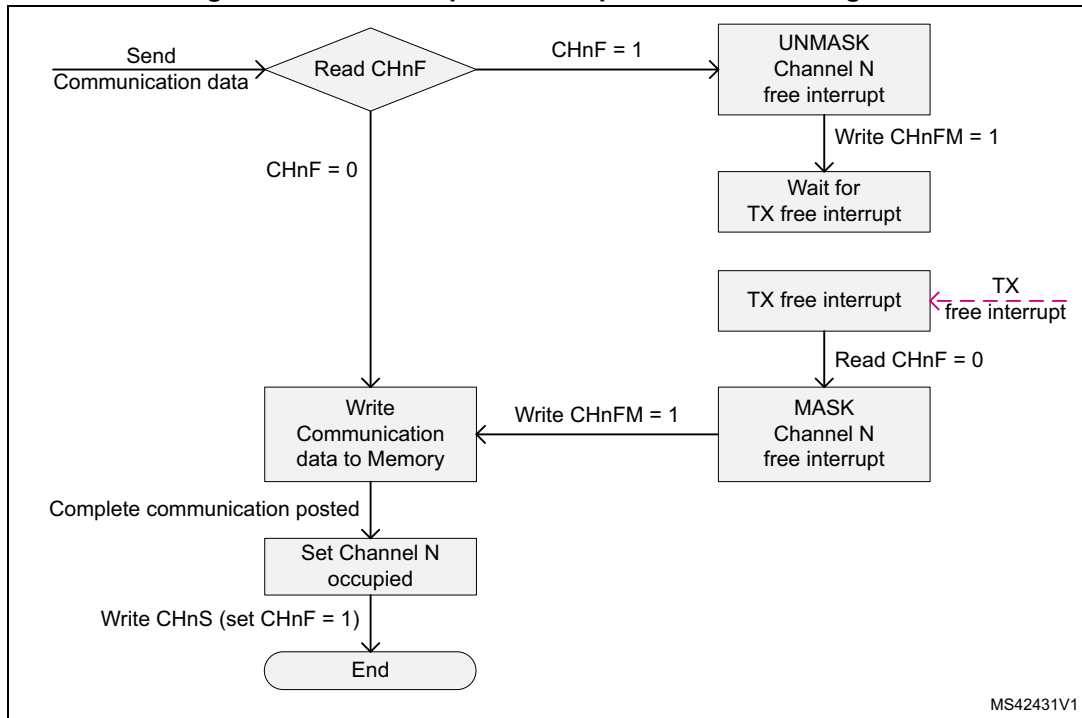 Send
Communication data
Read CHnF
CHnF = 1
UNMASK
Channel N
free interrupt
Write CHnFM = 1
CHnF = 0
Wait for
TX free interrupt
TX free interrupt
TX
free interrupt
Read CHnF = 0
Write
Communication
data to Memory
Write CHnFM = 1
MASK
Channel N
free interrupt
Complete communication posted
Set Channel N
occupied
Write CHnS (set CHnF = 1)
End
MS42431V1